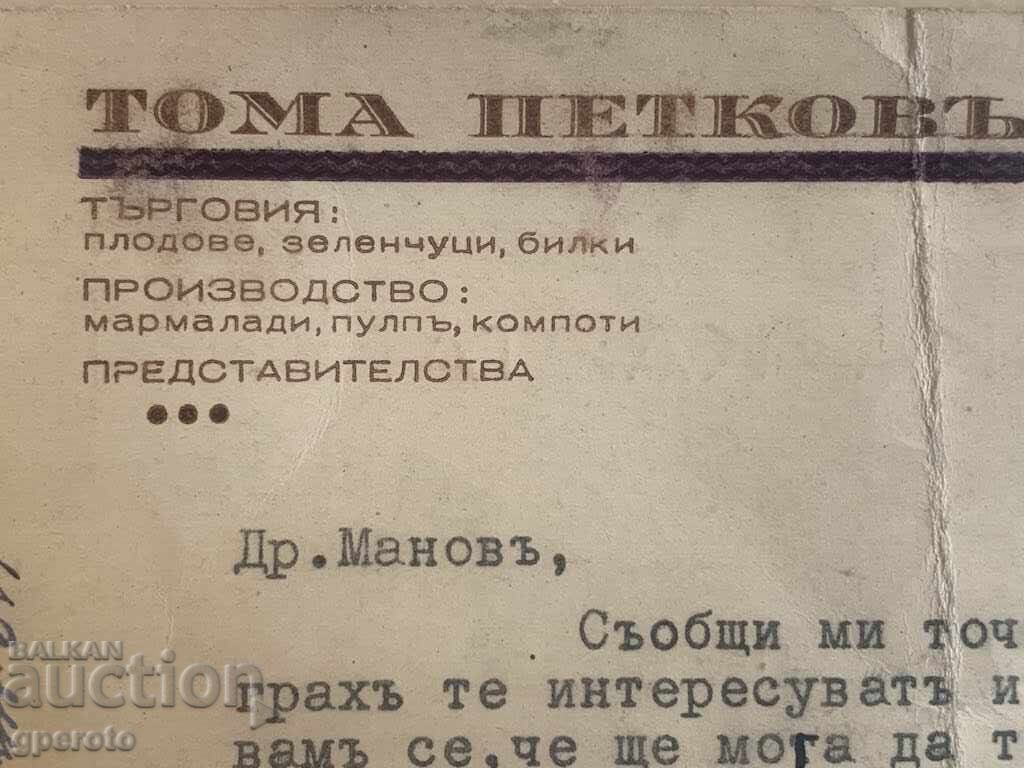 ТОМА ПЕТКОВЪ
ТЪРГОВИЯ:
плодове, зеленчуци, билки
ПРОИЗВОДСТВО:
мармалади, пулпъ, компоти
ПРЕДСТАВИТЕЛСТВА
•••
Др.Мановъ,
Съобщи ми точ
грахъ те интересуватъ и
вамъ се,че ще мога да т
BALKAN
auction
gperoto